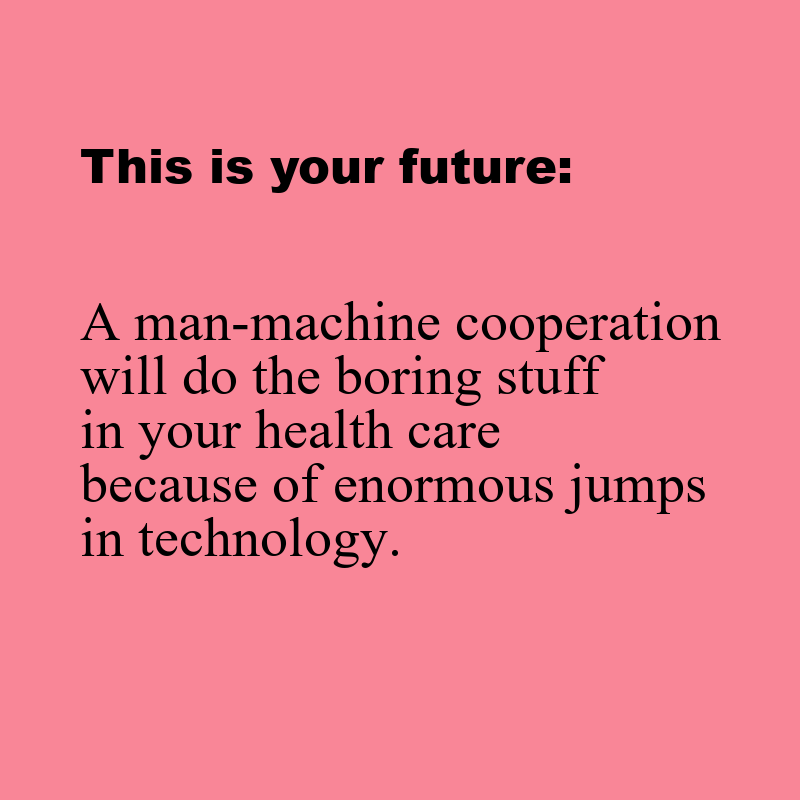 This is your future:
A man-machine cooperation
will do the boring stuff
in your health care
because of enormous jumps
in technology.